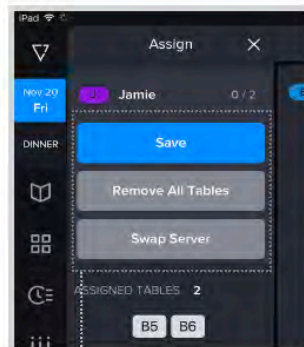 iPad
Assign
Nov 20
Fri
J Jamie 0/2
DINNER
Save
Remove All Tables
Swap Server
ASSIGNED TABLES 2
B5 B6